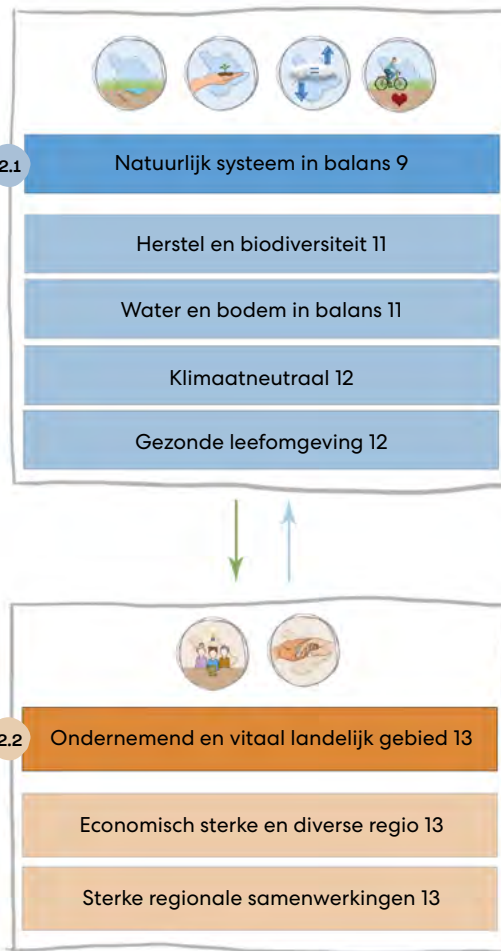 2.1
Natuurlijk systeem in balans 9
Herstel en biodiversiteit 11
Water en bodem in balans 11
Klimaatneutraal 12
Gezonde leefomgeving 12
2.2
Ondernemend en vitaal landelijk gebied 13
Economisch sterke en diverse regio 13
Sterke regionale samenwerkingen 13